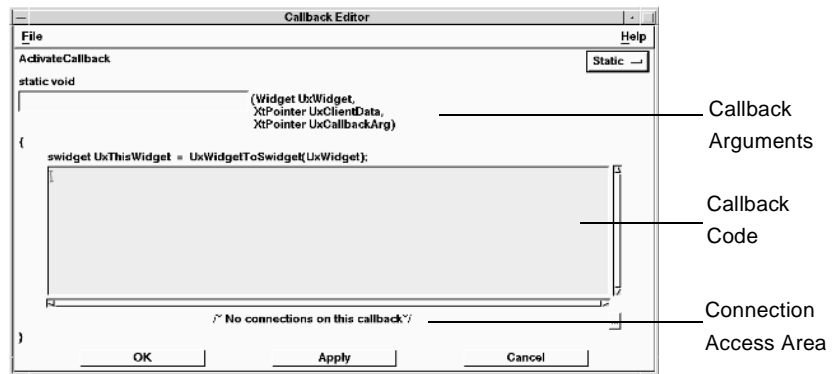 Callback Editor
File Help
ActivateCallback Static
static void
(Widget UxWidget,
XtPointer UxClientData,
XtPointer UxCallbackArg)
{
swidget UxThisWidget = UxWidgetToSwidget(UxWidget);
/* No connections on this callback*/
...
}
OK Apply Cancel
Callback
Arguments
Callback
Code
Connection
Access Area